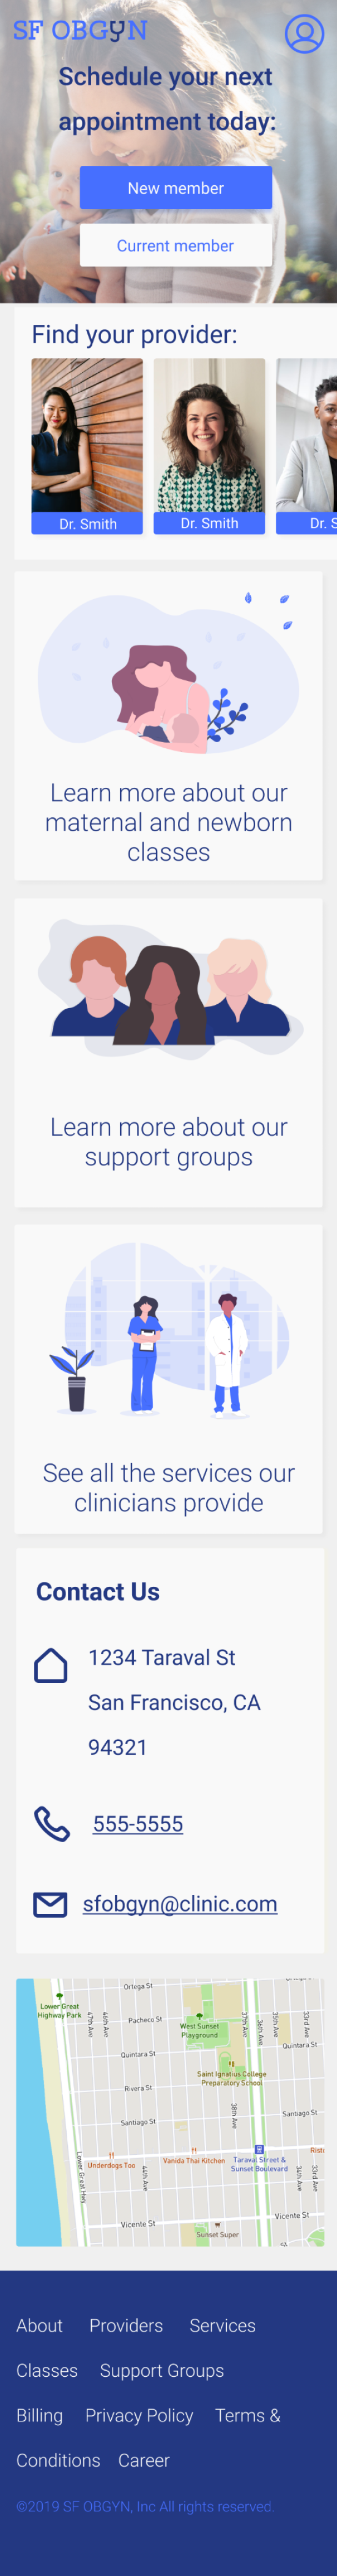 SF OBGYN
Schedule your next
appointment today:
New member
Current member
Find your provider:
Dr. Smith
Dr. Smith
Dr. S
Learn more about our
maternal and newborn
classes
Learn more about our
support groups
See all the services our
clinicians provide
Contact Us
1234 Taraval St
San Francisco, CA
94321
555-5555
sfobgyn@clinic.com
Ortega St
Lower Great
Highway Park
47th Ave
46th Ave
Pacheco St
West Sunset
Playground
37th Ave
36th Ave
35th Ave
33rd Ave
Quintara St
Quintara St
Saint Ignatius College
Preparatory School
Rivera St
38th Ave
Santiago St
Santiago St
Lower Great Hwy
Underdogs Too
44th Ave
Vanida Thai Kitchen
Taraval Street &
Sunset Boulevard
34th Ave
33rd Ave
Vicente St
Vicente St
Sunset Super
About Providers Services
Classes Support Groups
Billing Privacy Policy Terms &
Conditions Career
©2019 SF OBGYN, Inc All rights reserved.